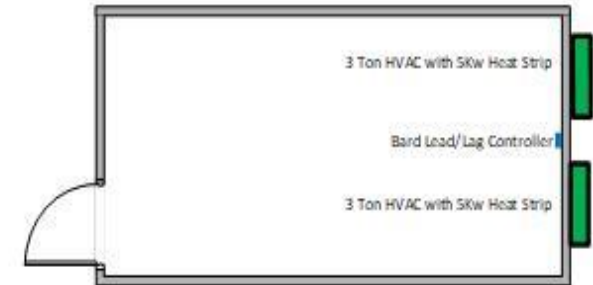 3 Ton HVAC with 5Kw Heat Strip
Bard Lead/Lag Controller
3 Ton HVAC with 5Kw Heat Strip